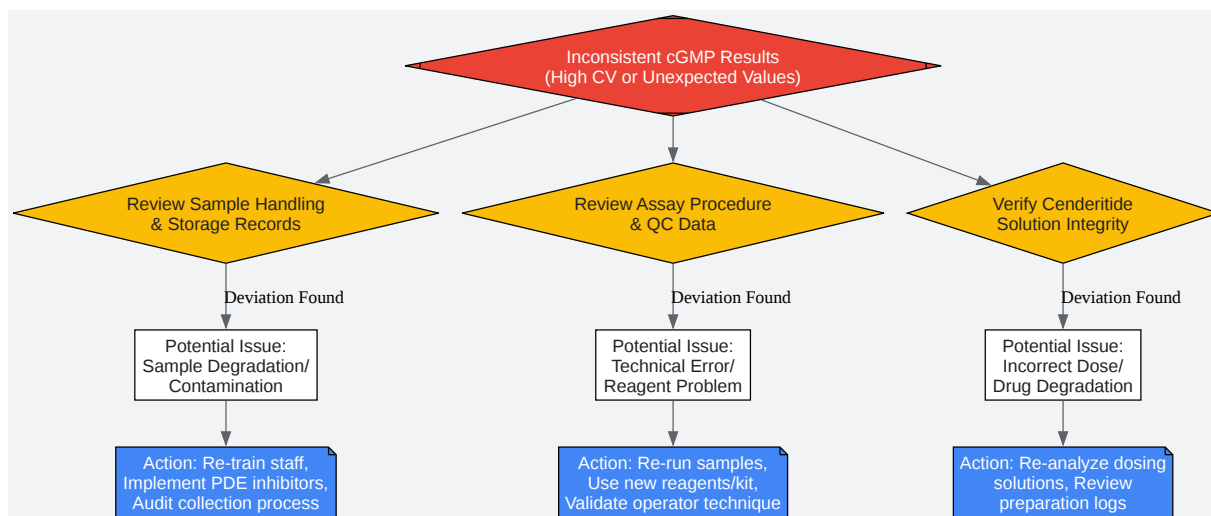 Inconsistent cGMP Results
(High CV or Unexpected Values)
Review Sample Handling
& Storage Records
Review Assay Procedure
& QC Data
Verify Cenderitide
Solution Integrity
Deviation Found
Deviation Found
Deviation Found
Potential Issue:
Sample Degradation/
Contamination
Potential Issue:
Technical Error/
Reagent Problem
Potential Issue:
Incorrect Dose/
Drug Degradation
Action: Re-train staff,
Implement PDE inhibitors,
Audit collection process
Action: Re-run samples,
Use new reagents/kit,
Validate operator technique
Action: Re-analyze dosing
solutions, Review
preparation logs